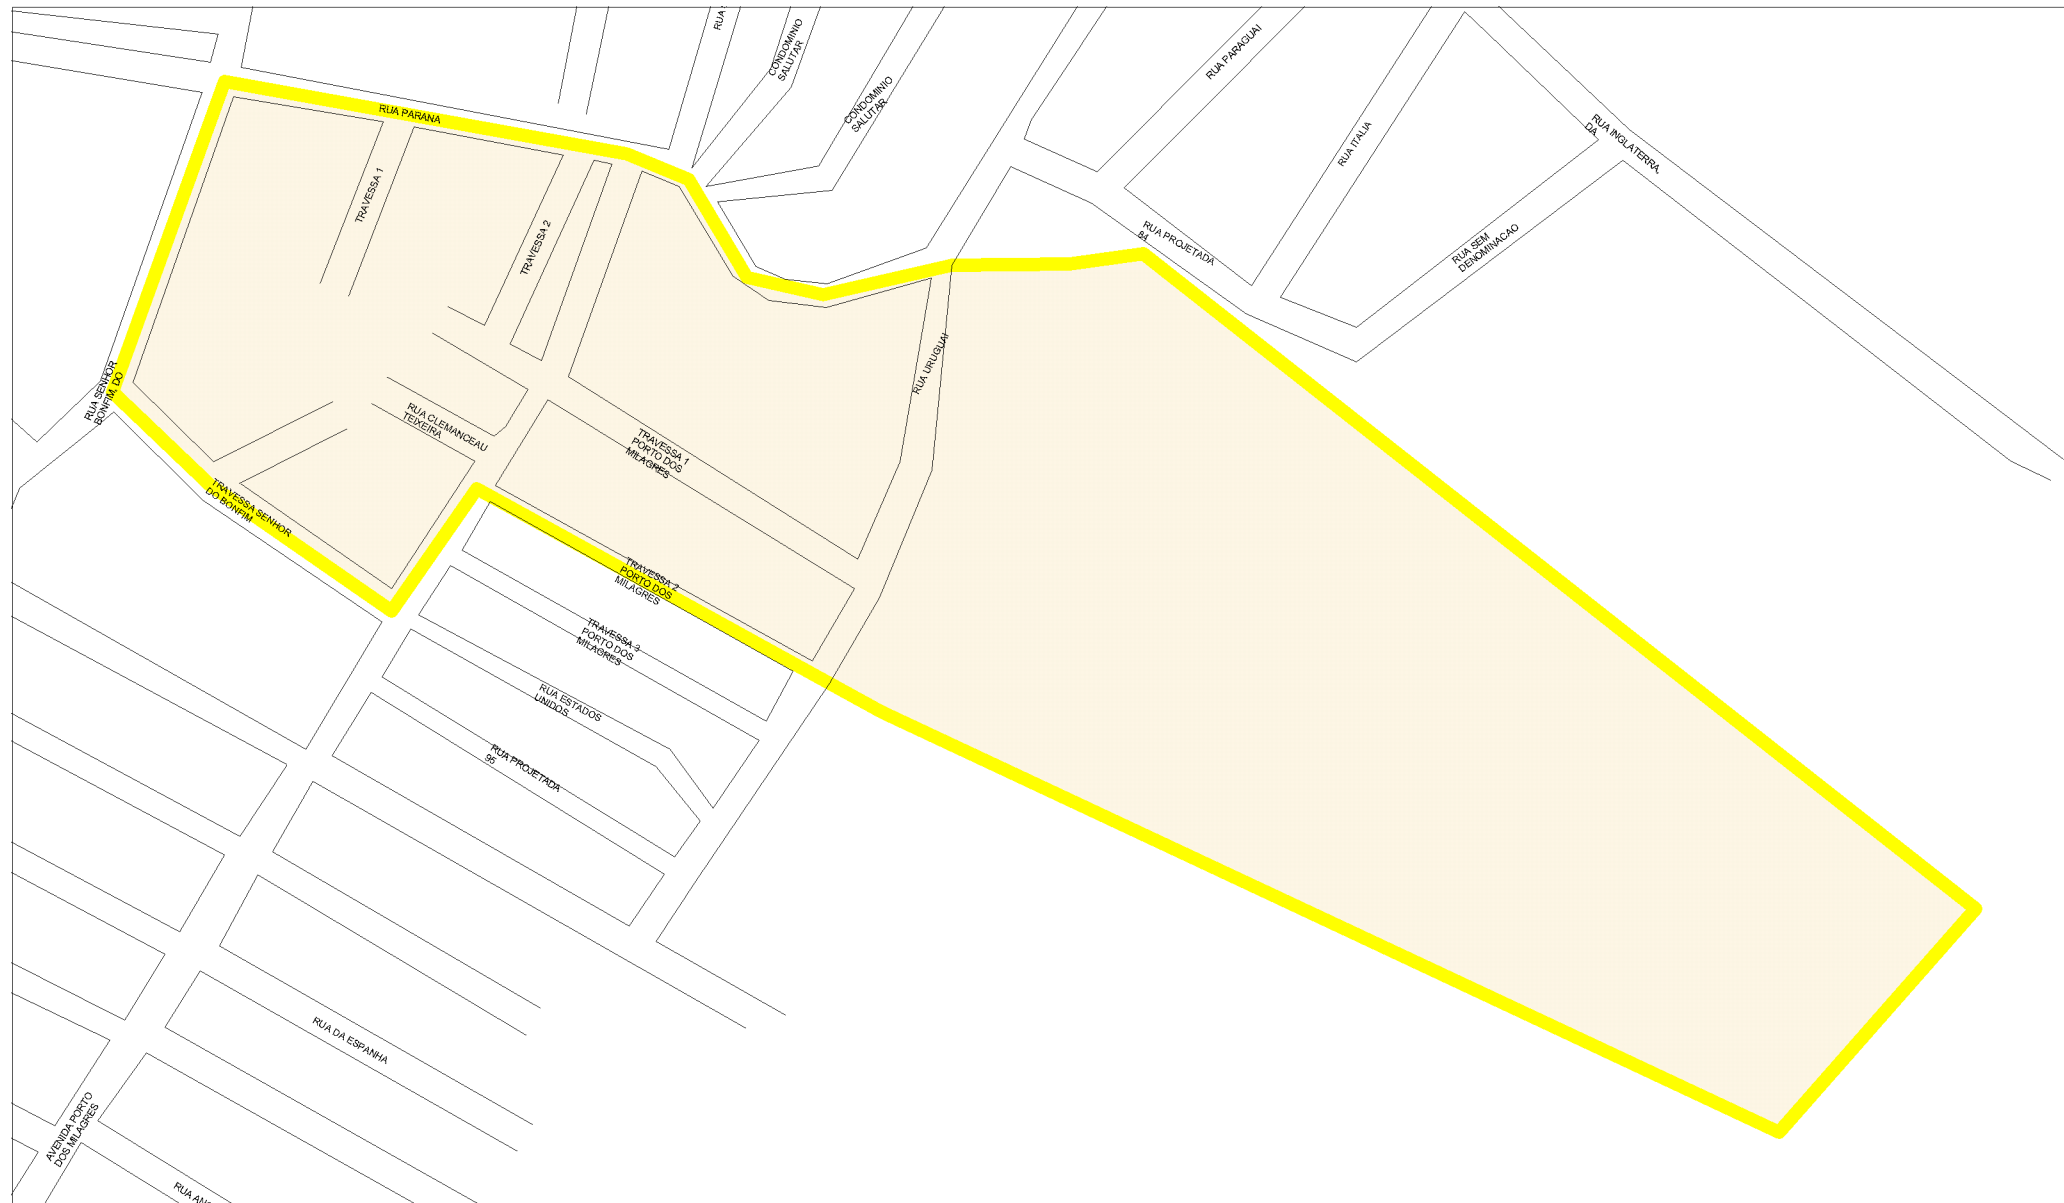 RUA
CONDOMINIO
SALUTAR
CONDOMINIO
SALUTAR
RUA PARAGUAI
RUA PARANA
RUA ITALIA
RUA INGLATERRA,
DA
TRAVESSA 1
TRAVESSA 2
RUA PROJETADA
84
RUA SEM
DENOMINACAO
RUA URUGUAI
RUA SENHOR
BONFIM, DO
RUA CLEMANCEAU
TEIXEIRA
TRAVESSA 1
PORTO DOS
MILAGRES
TRAVESSA SENHOR
DO BONFIM
TRAVESSA 2
PORTO DOS
MILAGRES
TRAVESSA 3
PORTO DOS
MILAGRES
RUA ESTADOS
UNIDOS
RUA PROJETADA
95
RUA DA ESPANHA
AVENIDA PORTO
DOS MILAGRES
RUA